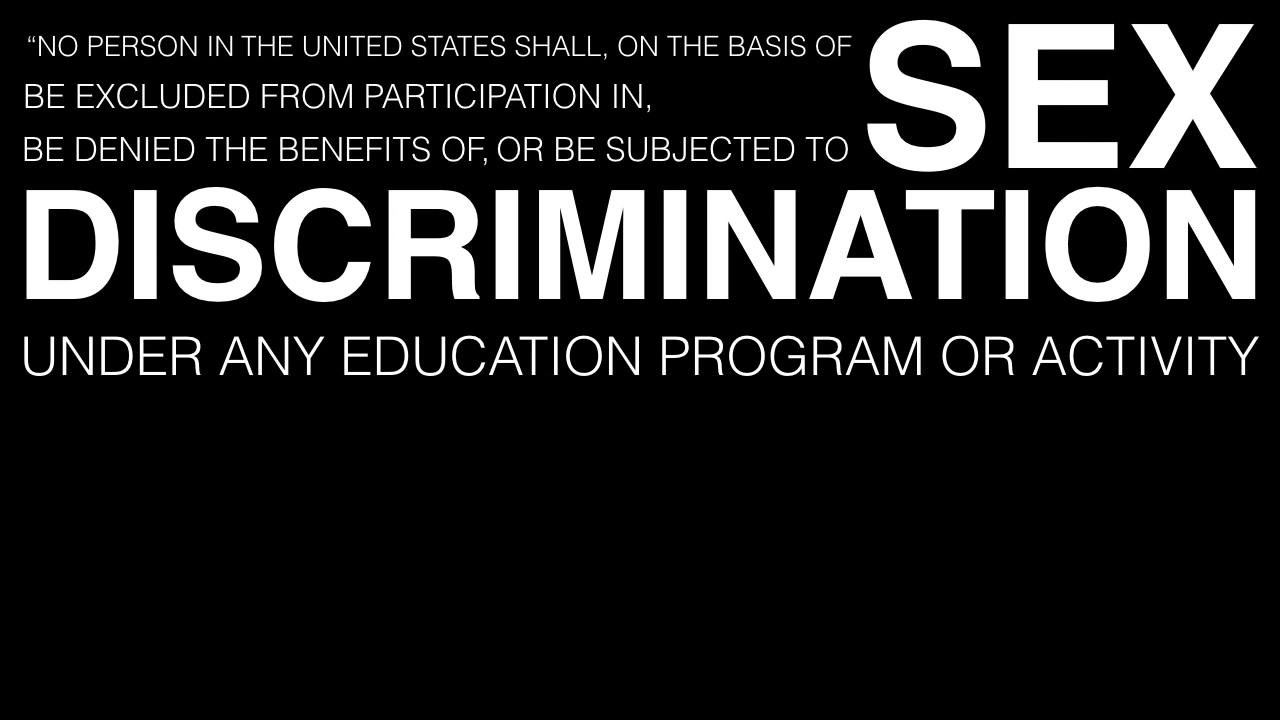 “NO PERSON IN THE UNITED STATES SHALL, ON THE BASIS OF SEX
BE EXCLUDED FROM PARTICIPATION IN,
BE DENIED THE BENEFITS OF, OR BE SUBJECTED TO
DISCRIMINATION
UNDER ANY EDUCATION PROGRAM OR ACTIVITY